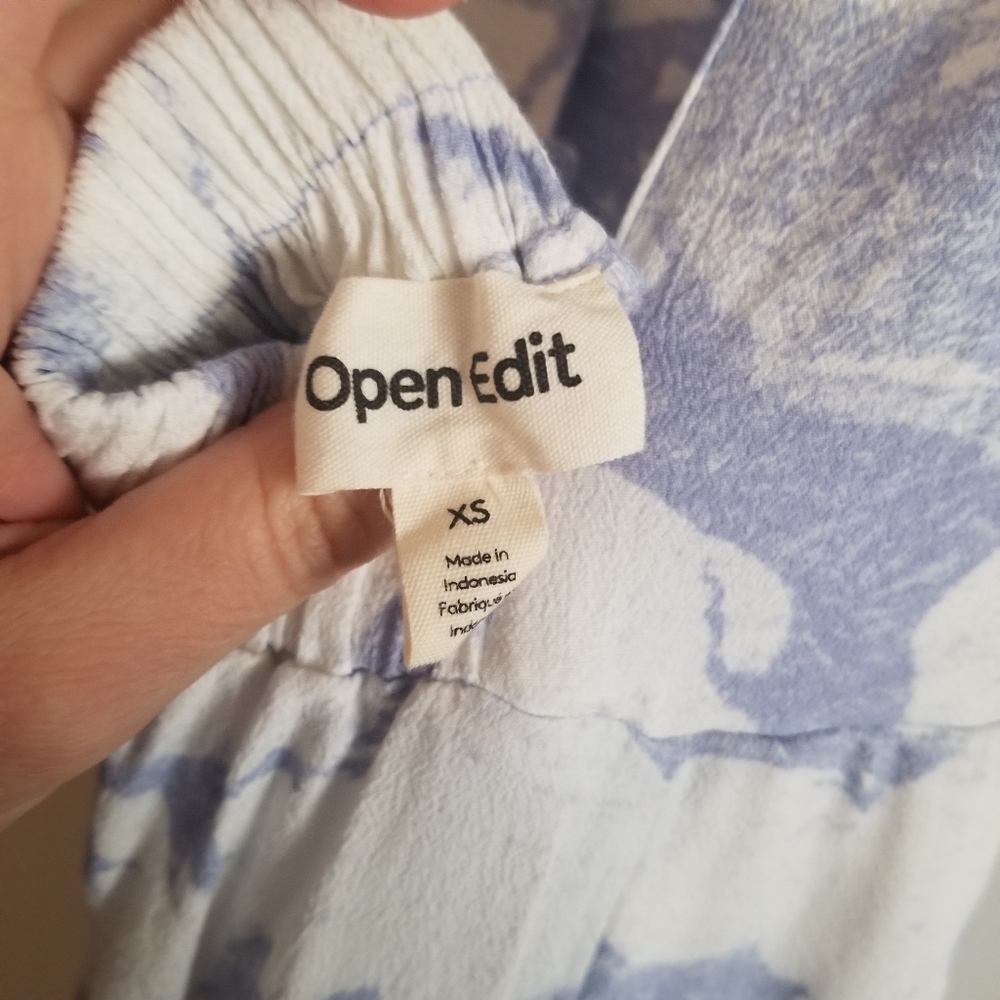 Open Edit
XS
Made in
Indonesia